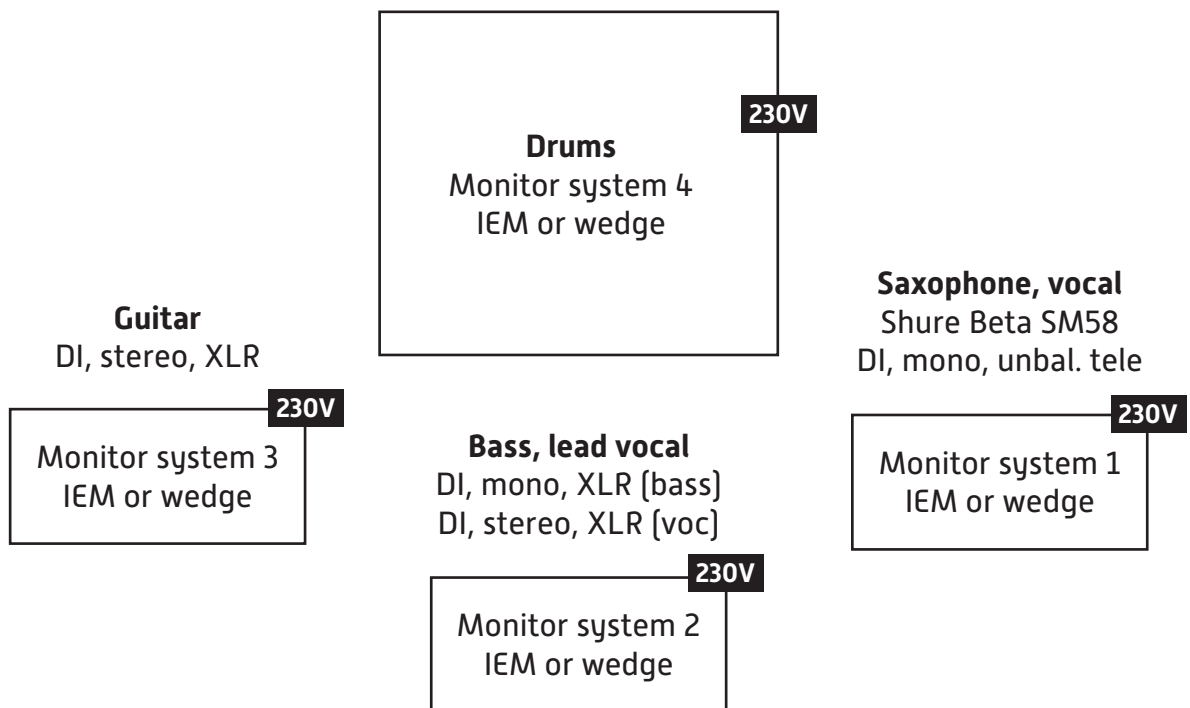 230V
Drums
Monitor system 4
IEM or wedge
Guitar
DI, stereo, XLR
230V
Monitor system 3
IEM or wedge
Bass, lead vocal
DI, mono, XLR (bass)
DI, stereo, XLR (voc)
230V
Monitor system 2
IEM or wedge
Saxophone, vocal
Shure Beta SM58
DI, mono, unbal. tele
230V
Monitor system 1
IEM or wedge